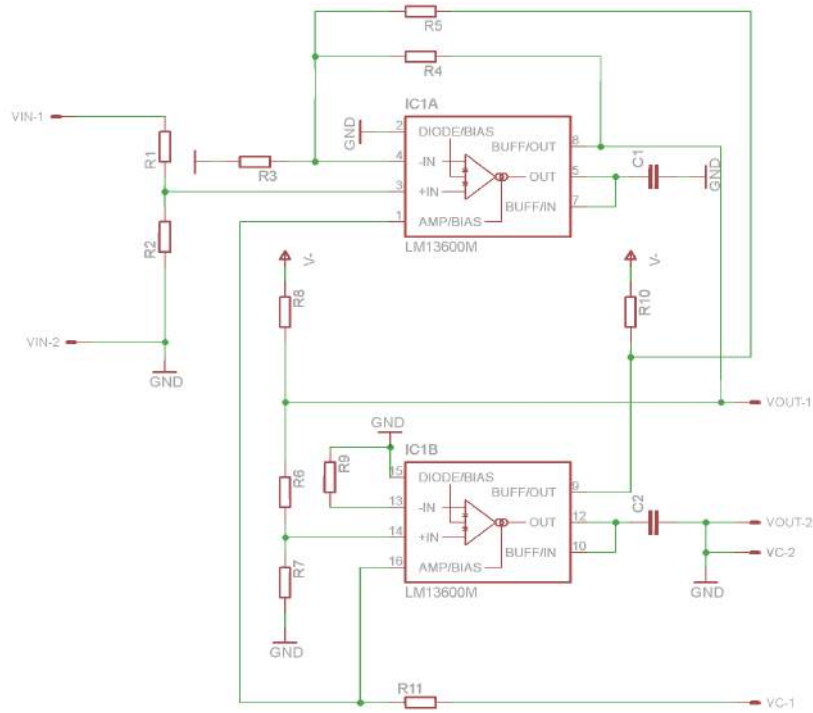 R5
R4
IC1A
VIN-1
GND
2
DIODE/BIAS
BUFF/OUT
8
R1
R3
4
-IN
OUT
5
C1
GND
3
+IN
BUFF/IN
7
1
AMP/BIAS
LM13600M
R2
V-
V-
R8
R10
VIN-2
GND
VOUT-1
GND
IC1B
R9
15
DIODE/BIAS
BUFF/OUT
9
R6
13
-IN
OUT
12
C2
VOUT-2
14
+IN
BUFF/IN
10
VC-2
16
AMP/BIAS
R7
LM13600M
GND
GND
R11
VC-1